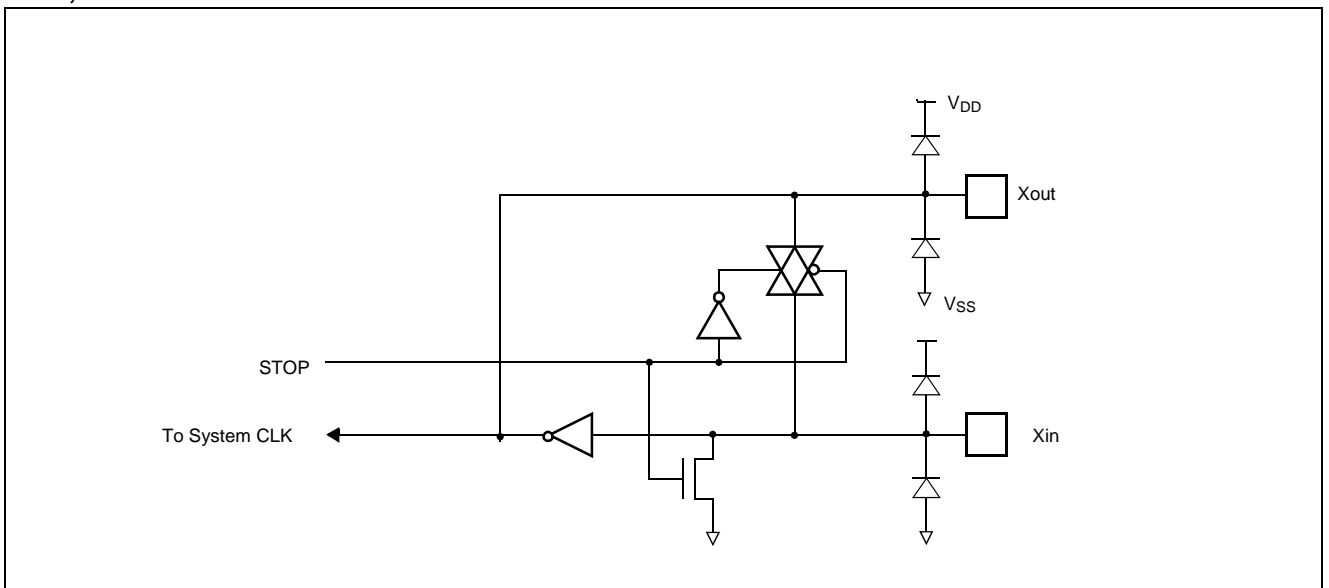 VDD
Xout
VSS
STOP
To System CLK
Xin